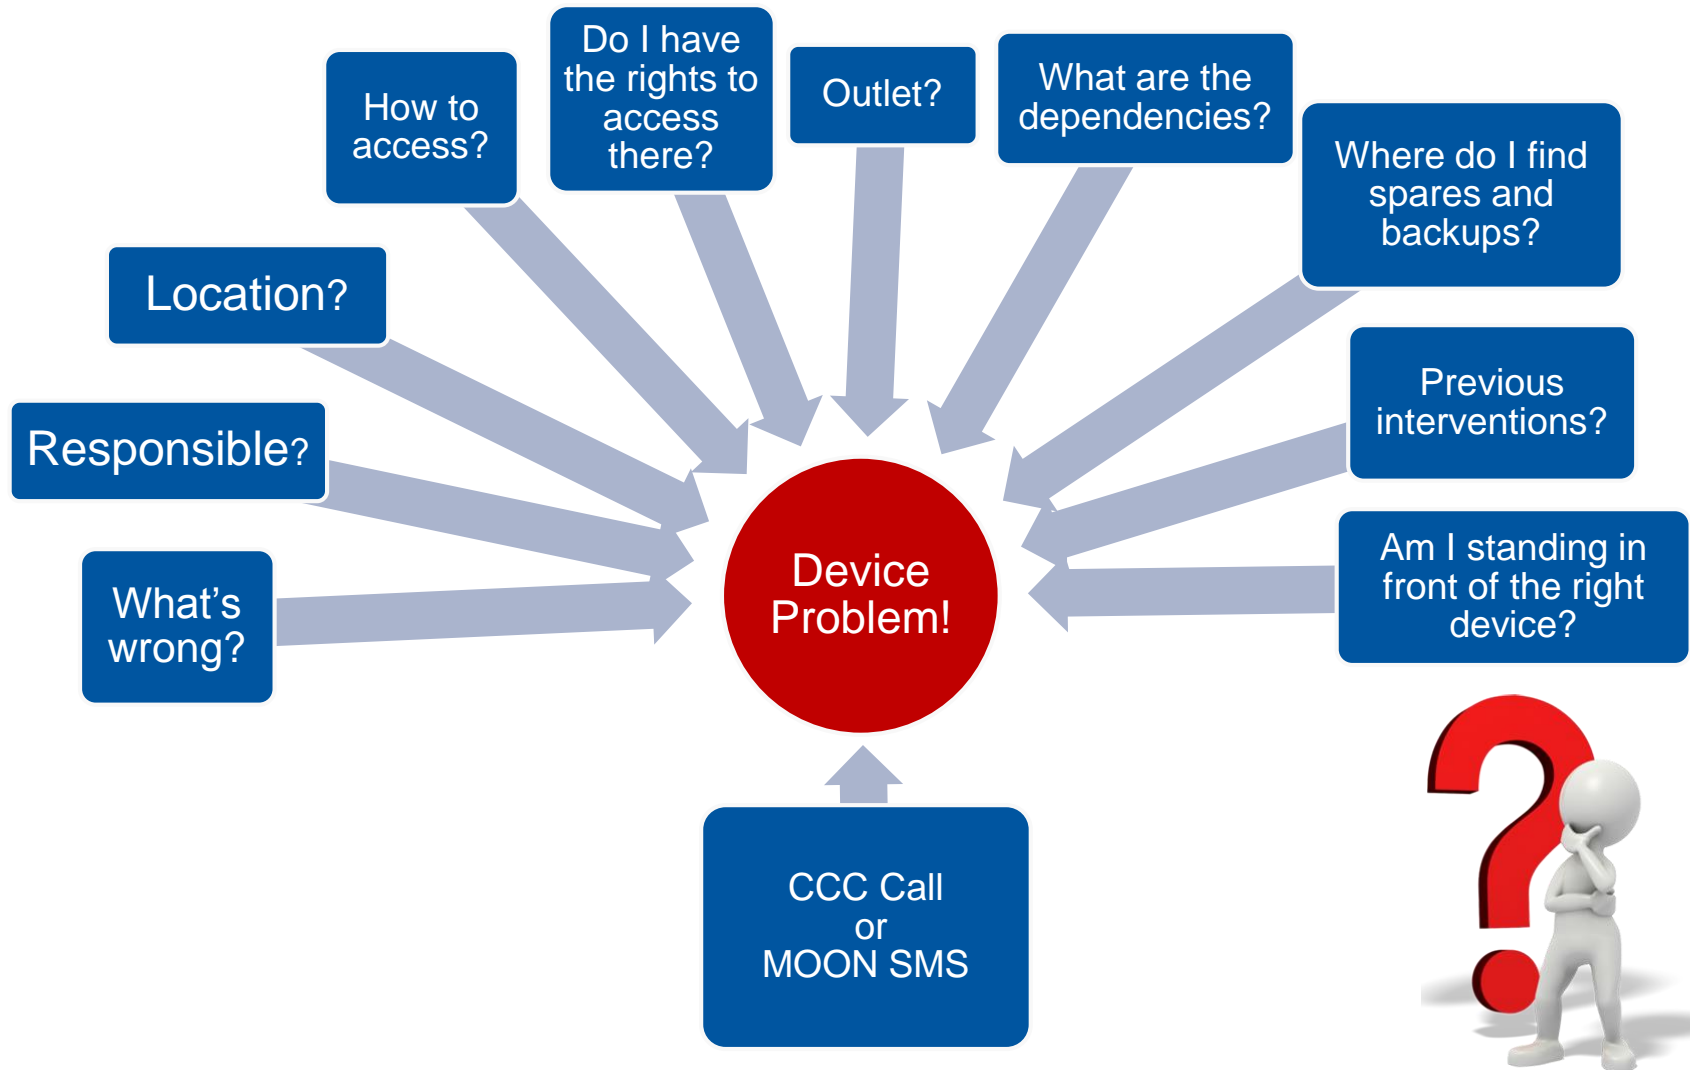 Do I have
the rights to
access
there?
Outlet?
What are the
dependencies?
How to
access?
Where do I find
spares and
backups?
Location?
Previous
interventions?
Responsible?
Am I standing in
front of the right
device?
What's
wrong?
Device
Problem!
CCC Call
or
MOON SMS